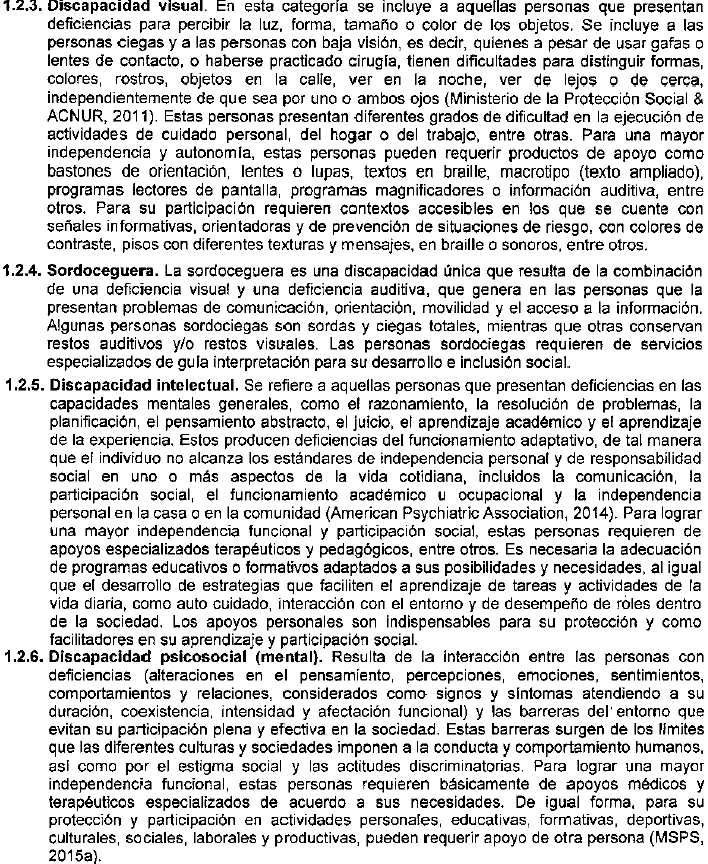 1.2.3. Discapacidad visual. En esta categoría se incluye a aquellas personas que presentan
deficiencias para percibir la luz, forma, tamaño o color de los objetos. Se incluye a las
personas ciegas y a las personas con baja visión, es decir, quienes a pesar de usar gafas o
lentes de contacto, o haberse practicado cirugía, tienen dificultades para distinguir formas,
colores, rostros, objetos en la calle, ver en la noche, ver de lejos o de cerca,
independientemente de que sea por uno o ambos ojos (Ministerio de la Protección Social &
ACNUR, 2011). Estas personas presentan diferentes grados de dificultad en la ejecución de
actividades de cuidado personal, del hogar o del trabajo, entre otras. Para una mayor
independencia y autonomía, estas personas pueden requerir productos de apoyo como
bastones de orientación, lentes o lupas, textos en braille, macrotipo (texto ampliado),
programas lectores de pantalla, programas magnificadores o información auditiva, entre
otros. Para su participación requieren contextos accesibles en los que se cuente con
señales informativas, orientadoras y de prevención de situaciones de riesgo, con colores de
contraste, pisos con diferentes texturas y mensajes, en braille o sonoros, entre otros.
1.2.4. Sordoceguera. La sordoceguera es una discapacidad única que resulta de la combinación
de una deficiencia visual y una deficiencia auditiva, que genera en las personas que la
presentan problemas de comunicación, orientación, movilidad y el acceso a la información.
Algunas personas sordociegas son sordas y ciegas totales, mientras que otras conservan
restos auditivos y/o restos visuales. Las personas sordociegas requieren de servicios
especializados de guía interpretación para su desarrollo e inclusión social.
1.2.5. Discapacidad intelectual. Se refiere a aquellas personas que presentan deficiencias en las
capacidades mentales generales, como el razonamiento, la resolución de problemas, la
planificación, el pensamiento abstracto, el juicio, el aprendizaje académico y el aprendizaje
de la experiencia. Estos producen deficiencias del funcionamiento adaptativo, de tal manera
que el individuo no alcanza los estándares de independencia personal y de responsabilidad
social en uno o más aspectos de la vida cotidiana, incluidos la comunicación, la
participación social, el funcionamiento académico u ocupacional y la independencia
personal en la casa o en la comunidad (American Psychiatric Association, 2014). Para lograr
una mayor independencia funcional y participación social, estas personas requieren de
apoyos especializados terapéuticos y pedagógicos, entre otros. Es necesaria la adecuación
de programas educativos o formativos adaptados a sus posibilidades y necesidades, al igual
que el desarrollo de estrategias que faciliten el aprendizaje de tareas y actividades de la
vida diaria, como auto cuidado, interacción con el entorno y de desempeño de roles dentro
de la sociedad. Los apoyos personales son indispensables para su protección y como
facilitadores en su aprendizaje y participación social.
1.2.6. Discapacidad psicosocial (mental). Resulta de la interacción entre las personas con
deficiencias (alteraciones en el pensamiento, percepciones, emociones, sentimientos,
comportamientos y relaciones, considerados como signos y síntomas atendiendo a su
duración, coexistencia, intensidad y afectación funcional) y las barreras del entorno que
evitan su participación plena y efectiva en la sociedad. Estas barreras surgen de los límites
que las diferentes culturas y sociedades imponen a la conducta y comportamiento humanos,
así como por el estigma social y las actitudes discriminatorias. Para lograr una mayor
independencia funcional, estas personas requieren básicamente de apoyos médicos y
terapéuticos especializados de acuerdo a sus necesidades. De igual forma, para su
protección y participación en actividades personales, educativas, formativas, deportivas,
culturales, sociales, laborales y productivas, pueden requerir apoyo de otra persona (MSPS,
2015a).